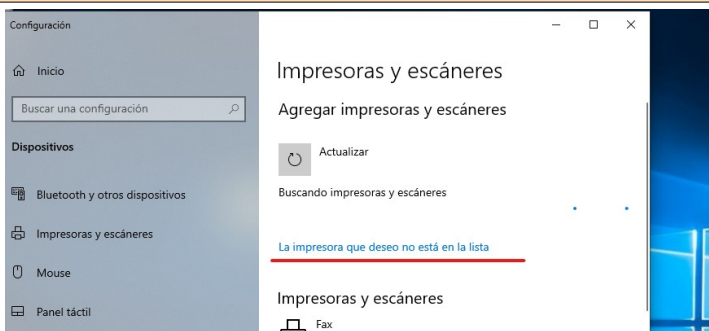 Configuración
Inicio
Buscar una configuración
Dispositivos
Bluetooth y otros dispositivos
Impresoras y escáneres
Mouse
Panel táctil
Impresoras y escáneres
Agregar impresoras y escáneres
Actualizar
Buscando impresoras y escáneres
La impresora que deseo no está en la lista
Impresoras y escáneres
Fax